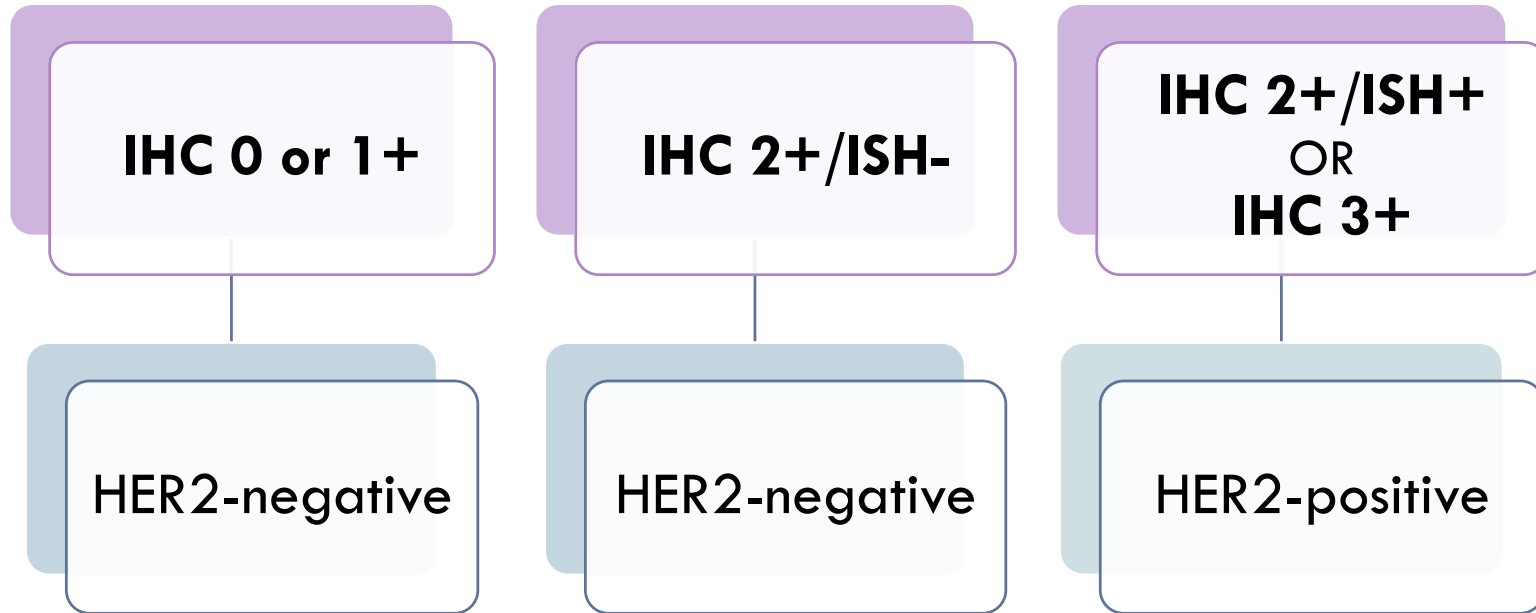 IHC 0 or 1+
HER2-negative
IHC 2+/ISH-
HER2-negative
IHC 2+/ISH+
OR
IHC 3+
HER2-positive